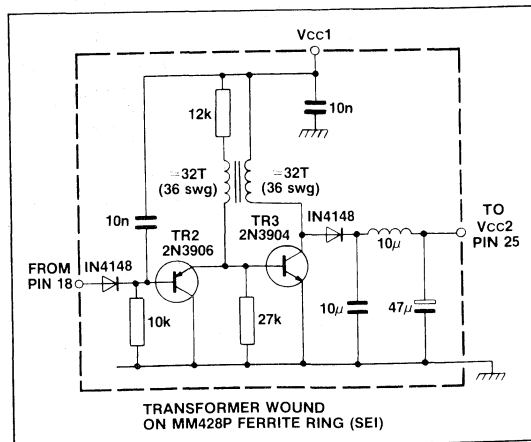 Vcc1
10n
12k
≃32T
(36 swg)
≃32T
(36 swg)
10n
TR2
2N3906
TR3
2N3904
IN4148
10μ
TO
Vcc2
PIN 25
FROM
PIN 18
IN4148
10k
27k
10μ
47μ
TRANSFORMER WOUND
ON MM428P FERRITE RING (SEI)